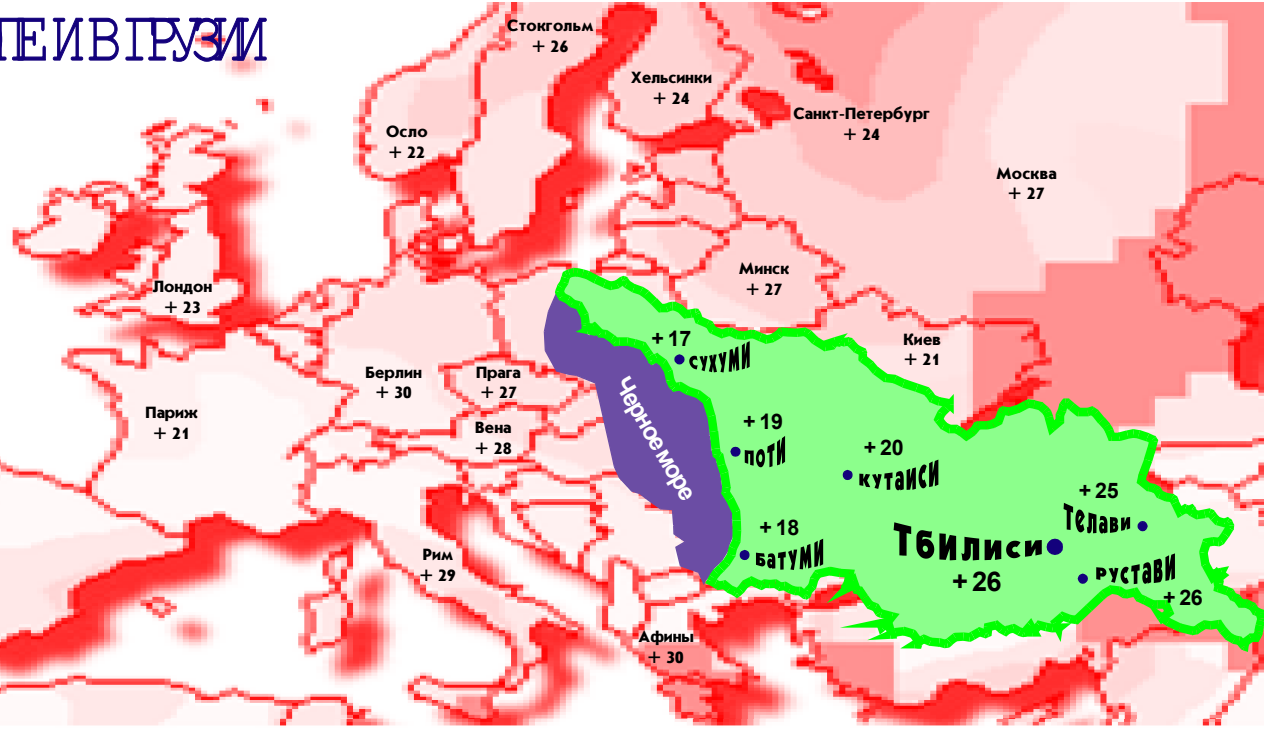 ПЕ И В ГРУЗИИ
Стокгольм
+ 26
Хельсинки
+ 24
Санкт-Петербург
+ 24
Осло
+ 22
Москва
+ 27
Минск
+ 27
Лондон
+ 23
Киев
+ 21
Берлин
+ 30
Прага
+ 27
Париж
+ 21
Вена
+ 28
Рим
+ 29
Афины
+ 30
Черное море
+ 17
СУХУМИ
+ 19
ПОТИ
+ 20
КУТАИСИ
+ 18
БАТУМИ
+ 25
Телави
Тбилиси
+ 26
РУСТАВИ
+ 26